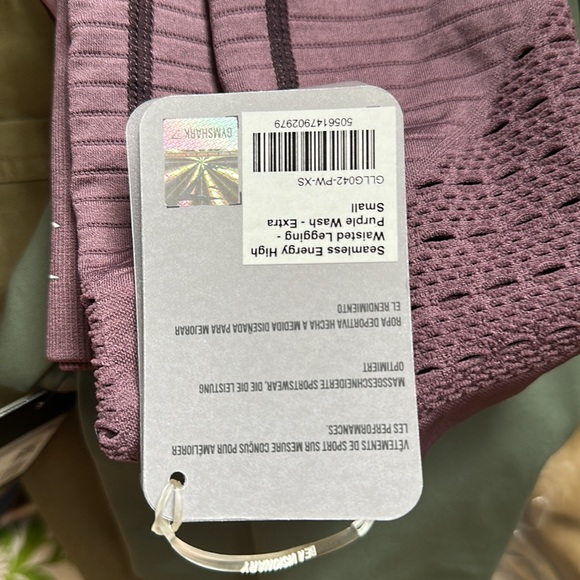 BE A VISIONARY
VÊTEMENTS DE SPORT SUR MESURE CONÇUS POUR AMÉLIORER
LES PERFORMANCES.
MASSGESCHNEIDERTE SPORTSWEAR, DIE DIE LEISTUNG
OPTIMIERT
ROPA DEPORTIVA HECHA A MEDIDA DISEÑADA PARA MEJORAR
EL RENDIMIENTO
Seamless Energy High
Waisted Legging -
Purple Wash - Extra
Small
GLLG042-PW-XS
5056147902979
GYMSHARK